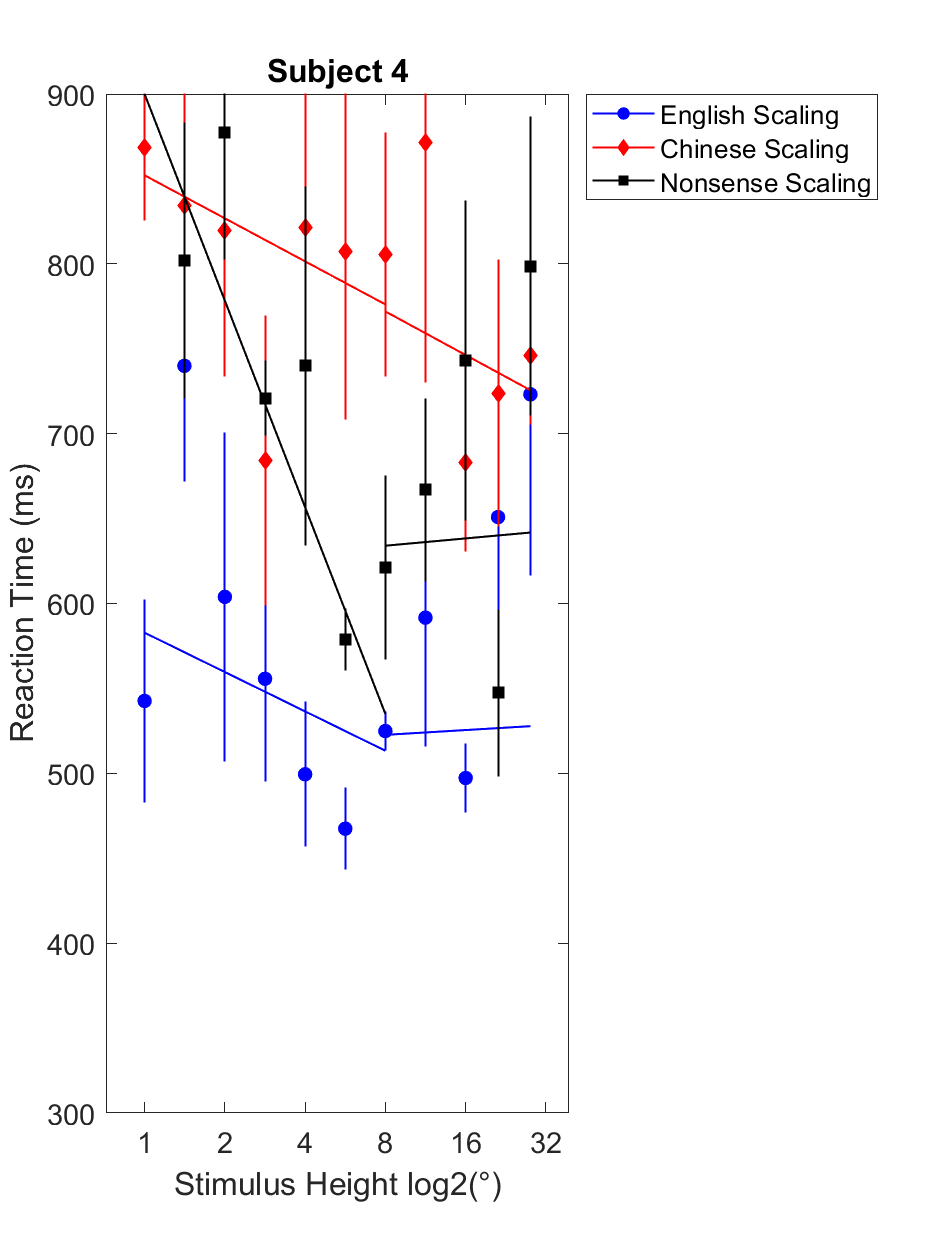 Subject 4
900
800
700
600
500
400
300
Reaction Time (ms)
1 2 4 8 16 32
Stimulus Height log2(°)
English Scaling
Chinese Scaling
Nonsense Scaling